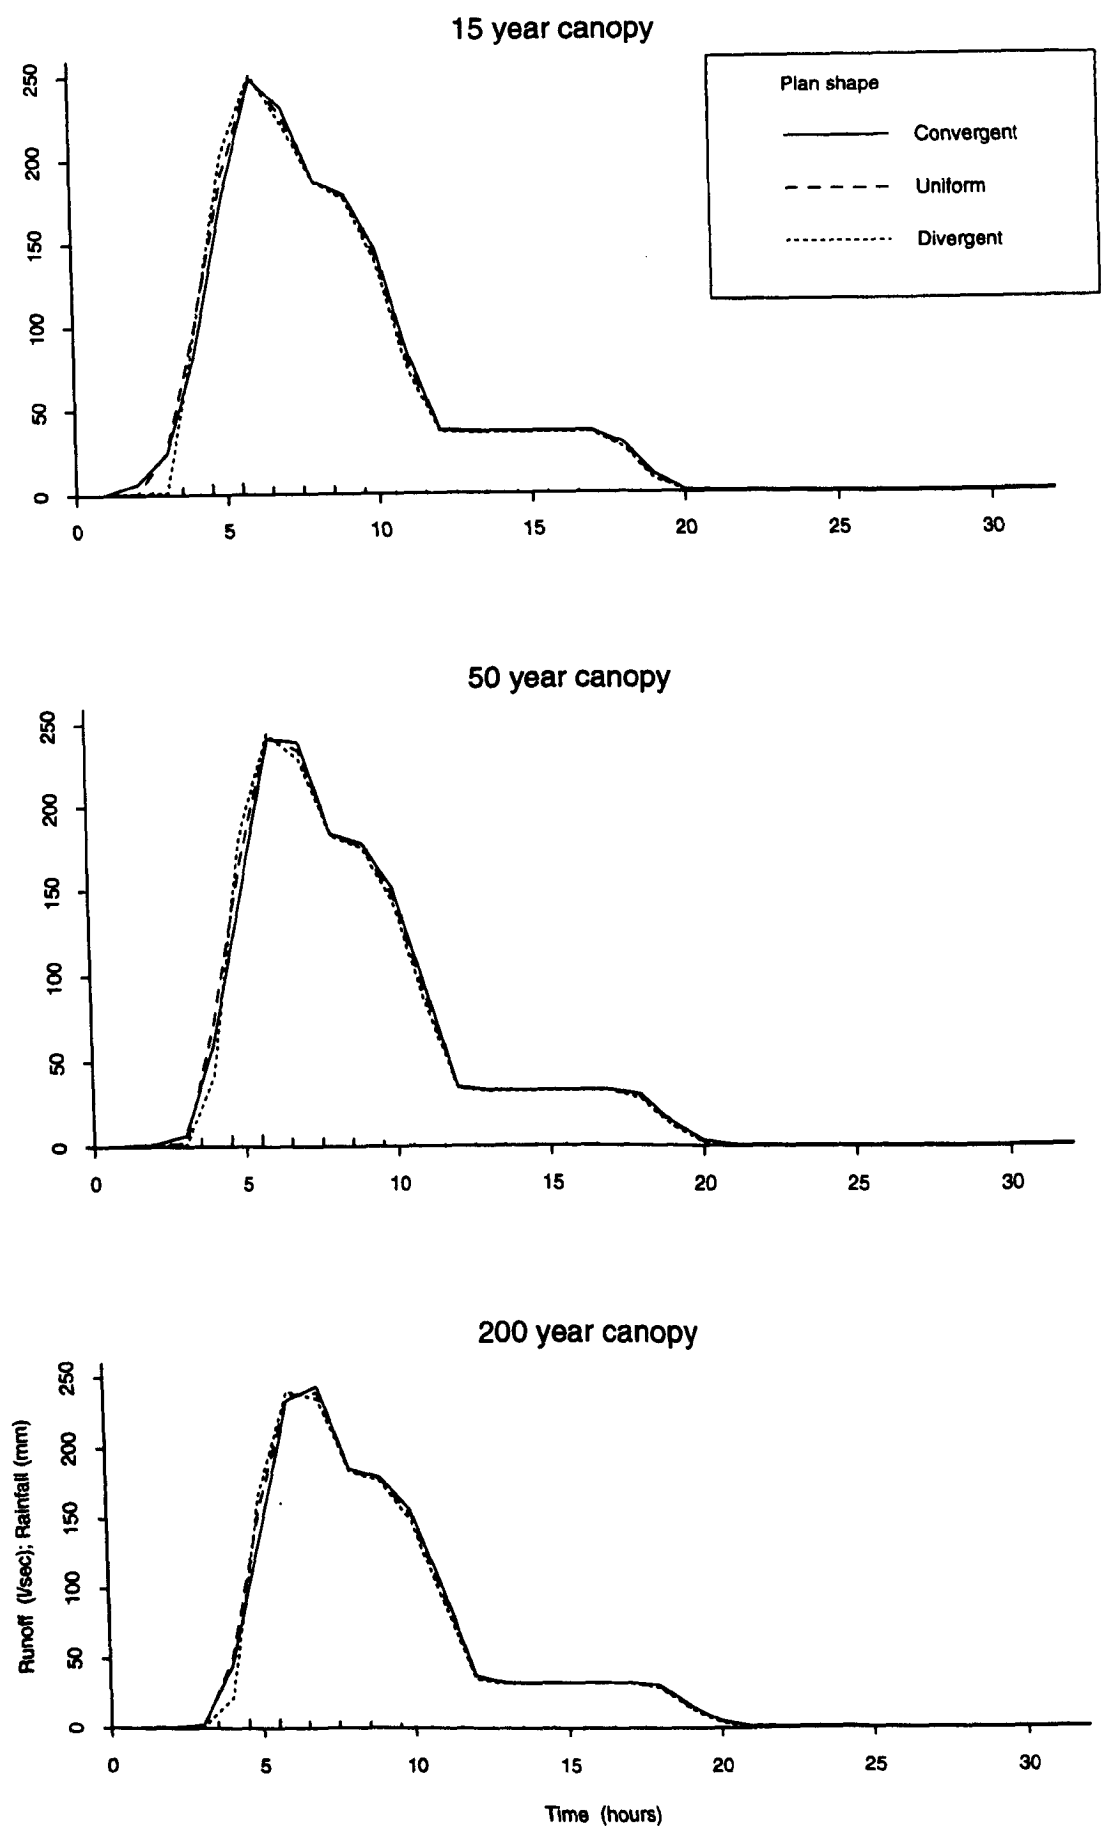 15 year canopy
Plan shape
Convergent
Uniform
Divergent
250
200
150
100
50
0
0 5 10 15 20 25 30
50 year canopy
250
200
150
100
50
0
0 5 10 15 20 25 30
200 year canopy
Runoff (l/sec); Rainfall (mm)
250
200
150
100
50
0
0 5 10 15 20 25 30
Time (hours)